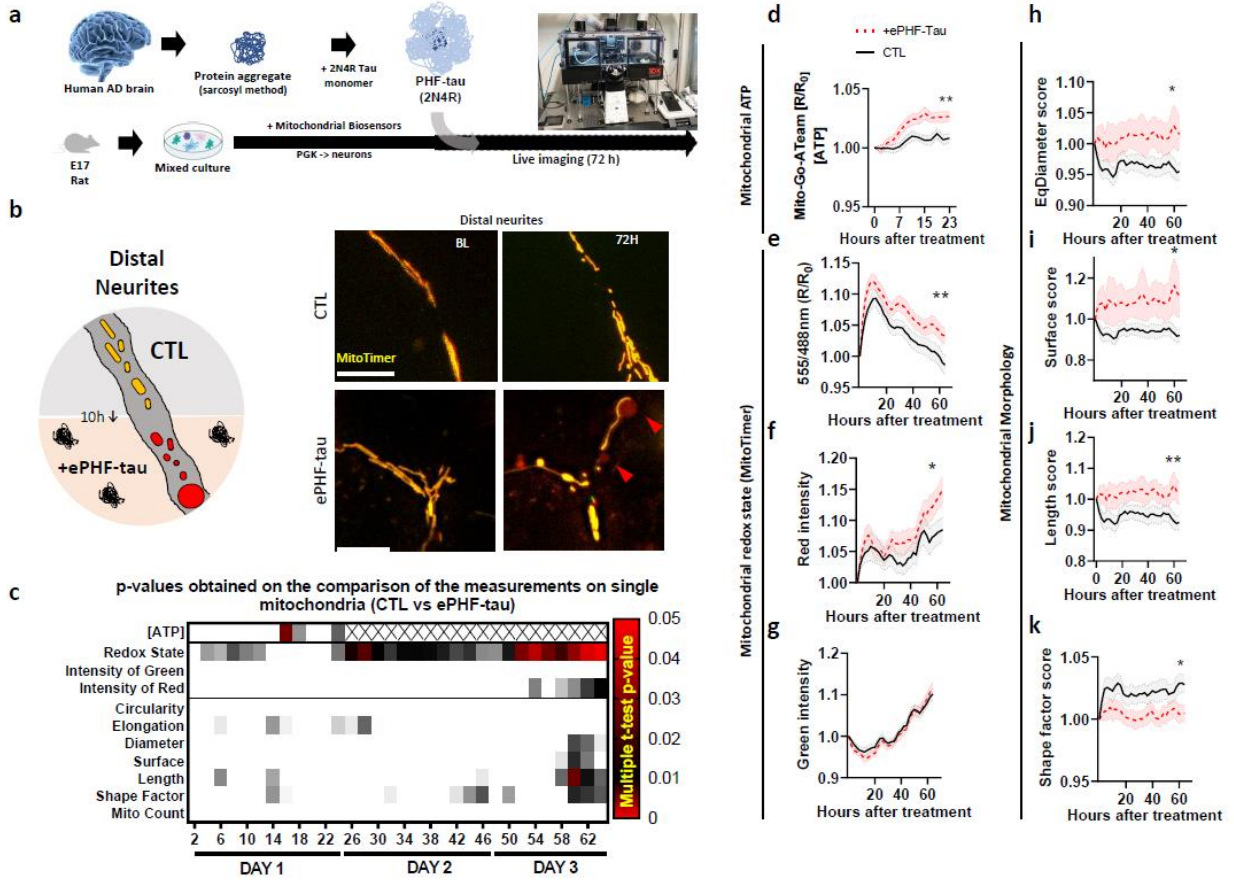 a
Human AD brain
Protein aggregate
(sarcosyl method)
+ 2N4R Tau
monomer
PHF-tau
(2N4R)
E17
Rat
Mixed culture
+ Mitochondrial Biosensors
PGK -> neurons
Live imaging (72 h)
b
Distal
Neurites
CTL
10h ↓
+ePHF-tau
Distal neurites
BL
72H
CTL
MitoTimer
ePHF-tau
c
p-values obtained on the comparison of the measurements on single
mitochondria (CTL vs ePHF-tau)
[ATP]
Redox State
Intensity of Green
Intensity of Red
Circularity
Elongation
Diameter
Surface
Length
Shape Factor
Mito Count
2 6 10 14 18 22 26 30 34 38 42 46 50 54 58 62
DAY 1 DAY 2 DAY 3
0.05
0.04
0.03
0.02
0.01
0
Multiple t-test p-value
d
+ePHF-Tau
CTL
Mitochondrial ATP
Mito-Go-ATeam [R/R0]
[ATP]
1.05
1.00
0.95
**
0 7 15 23
Hours after treatment
Mitochondrial redox state (MitoTimer)
e
555/488nm (R/R0)
1.15
1.10
1.05
1.00
0.95
**
0 20 40 60
Hours after treatment
f
Red intensity
1.20
1.15
1.10
1.05
1.00
*
0 20 40 60
Hours after treatment
g
Green intensity
1.2
1.1
1.0
0.9
0 20 40 60
Hours after treatment
Mitochondrial Morphology
h
EqDiameter score
1.10
1.05
1.00
0.95
0.90
*
20 40 60
Hours after treatment
i
Surface score
1.2
1.0
0.8
*
20 40 60
Hours after treatment
j
Length score
1.2
1.1
1.0
0.9
0.8
**
0 20 40 60
Hours after treatment
k
Shape factor score
1.05
1.00
0.95
*
20 40 60
Hours after treatment